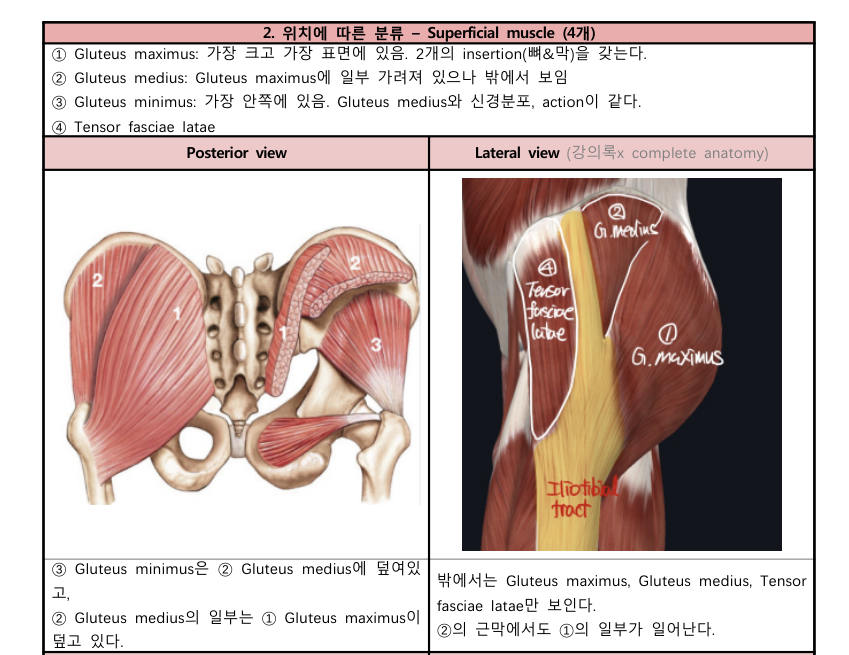 2. 위치에 따른 분류 – Superficial muscle (4개)
① Gluteus maximus: 가장 크고 가장 표면에 있음. 2개의 insertion(뼈&막)을 갖는다.
② Gluteus medius: Gluteus maximus에 일부 가려져 있으나 밖에서 보임
③ Gluteus minimus: 가장 안쪽에 있음. Gluteus medius와 신경분포, action이 같다.
④ Tensor fasciae latae
Posterior view
2
1
1
2
3
③ Gluteus minimus은 ② Gluteus medius에 덮여있
고,
② Gluteus medius의 일부는 ① Gluteus maximus이
덮고 있다.
Lateral view (강의록x complete anatomy)
②
G.medius
④
Tensor
fasciae
latae
①
G.maximus
Iliotibial
tract
밖에서는 Gluteus maximus, Gluteus medius, Tensor
fasciae latae만 보인다.
②의 근막에서도 ①의 일부가 일어난다.